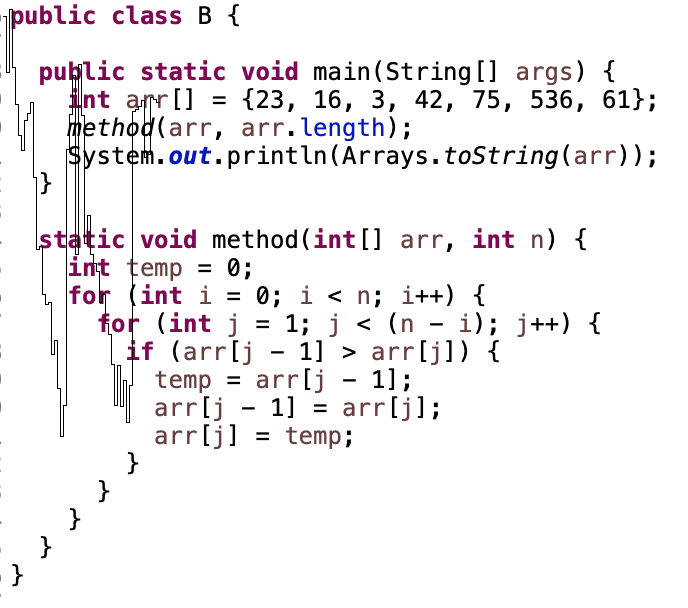 public class B {
public static void main(String[] args) {
int arr[] = {23, 16, 3, 42, 75, 536, 61};
method(arr, arr.length);
System.out.println(Arrays.toString(arr));
}
static void method(int[] arr, int n) {
int temp = 0;
for (int i = 0; i < n; i++) {
for (int j = 1; j < (n - i); j++) {
if (arr[j - 1] > arr[j]) {
temp = arr[j - 1];
arr[j - 1] = arr[j];
arr[j] = temp;
}
}
}
}
}